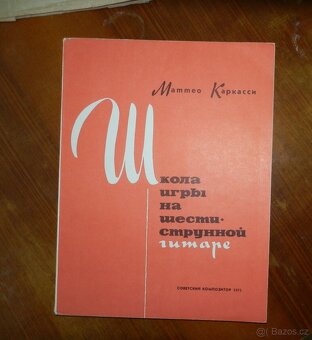 Маттео Каркасси
Школа
игры
на
шести-
струнной
гитаре
СОВЕТСКИЙ КОМПОЗИТОР
bazos.cz